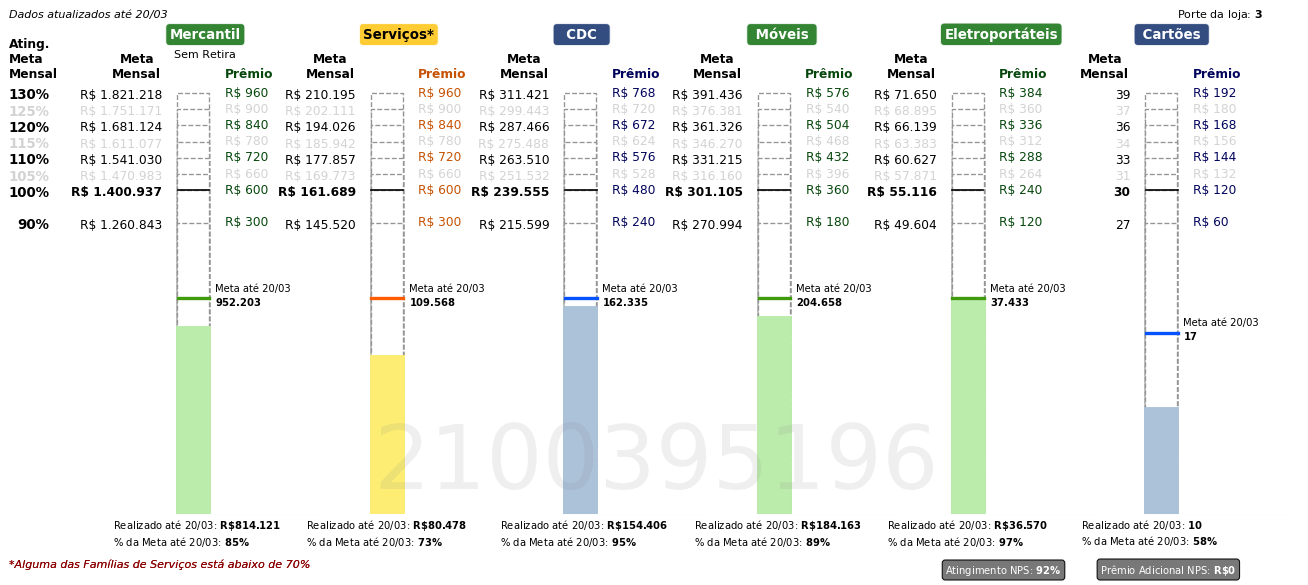 Dados atualizados até 20/03
Porte da loja: 3
Mercantil Serviços* CDC Móveis Eletroportáteis Cartões
Sem Retira
Ating. Meta Mensal
Meta Mensal Prêmio Meta Mensal Prêmio Meta Mensal Prêmio Meta Mensal Prêmio Meta Mensal Prêmio Meta Mensal Prêmio
130% R$ 1.821.218 R$ 960 R$ 210.195 R$ 960 R$ 311.421 R$ 768 R$ 391.436 R$ 576 R$ 71.650 R$ 384 39 R$ 192
125% R$ 1.751.171 R$ 900 R$ 202.111 R$ 900 R$ 299.443 R$ 720 R$ 376.381 R$ 540 R$ 68.895 R$ 360 37 R$ 180
120% R$ 1.681.124 R$ 840 R$ 194.026 R$ 840 R$ 287.466 R$ 672 R$ 361.326 R$ 504 R$ 66.139 R$ 336 36 R$ 168
115% R$ 1.611.077 R$ 780 R$ 185.942 R$ 780 R$ 275.488 R$ 624 R$ 346.270 R$ 468 R$ 63.383 R$ 312 34 R$ 156
110% R$ 1.541.030 R$ 720 R$ 177.857 R$ 720 R$ 263.510 R$ 576 R$ 331.215 R$ 432 R$ 60.627 R$ 288 33 R$ 144
105% R$ 1.470.983 R$ 660 R$ 169.773 R$ 660 R$ 251.532 R$ 528 R$ 316.160 R$ 396 R$ 57.871 R$ 264 31 R$ 132
100% R$ 1.400.937 R$ 600 R$ 161.689 R$ 600 R$ 239.555 R$ 480 R$ 301.105 R$ 360 R$ 55.116 R$ 240 30 R$ 120
90% R$ 1.260.843 R$ 300 R$ 145.520 R$ 300 R$ 215.599 R$ 240 R$ 270.994 R$ 180 R$ 49.604 R$ 120 27 R$ 60
Meta até 20/03 Meta até 20/03 Meta até 20/03 Meta até 20/03 Meta até 20/03
952.203 109.568 162.335 204.658 37.433
Meta até 20/03
17
2100395196
Realizado até 20/03: R$814.121 Realizado até 20/03: R$80.478 Realizado até 20/03: R$154.406 Realizado até 20/03: R$184.163 Realizado até 20/03: R$36.570 Realizado até 20/03: 10
% da Meta até 20/03: 85% % da Meta até 20/03: 73% % da Meta até 20/03: 95% % da Meta até 20/03: 89% % da Meta até 20/03: 97% % da Meta até 20/03: 58%
*Alguma das Famílias de Serviços está abaixo de 70%
Atingimento NPS: 92% Prêmio Adicional NPS: R$0